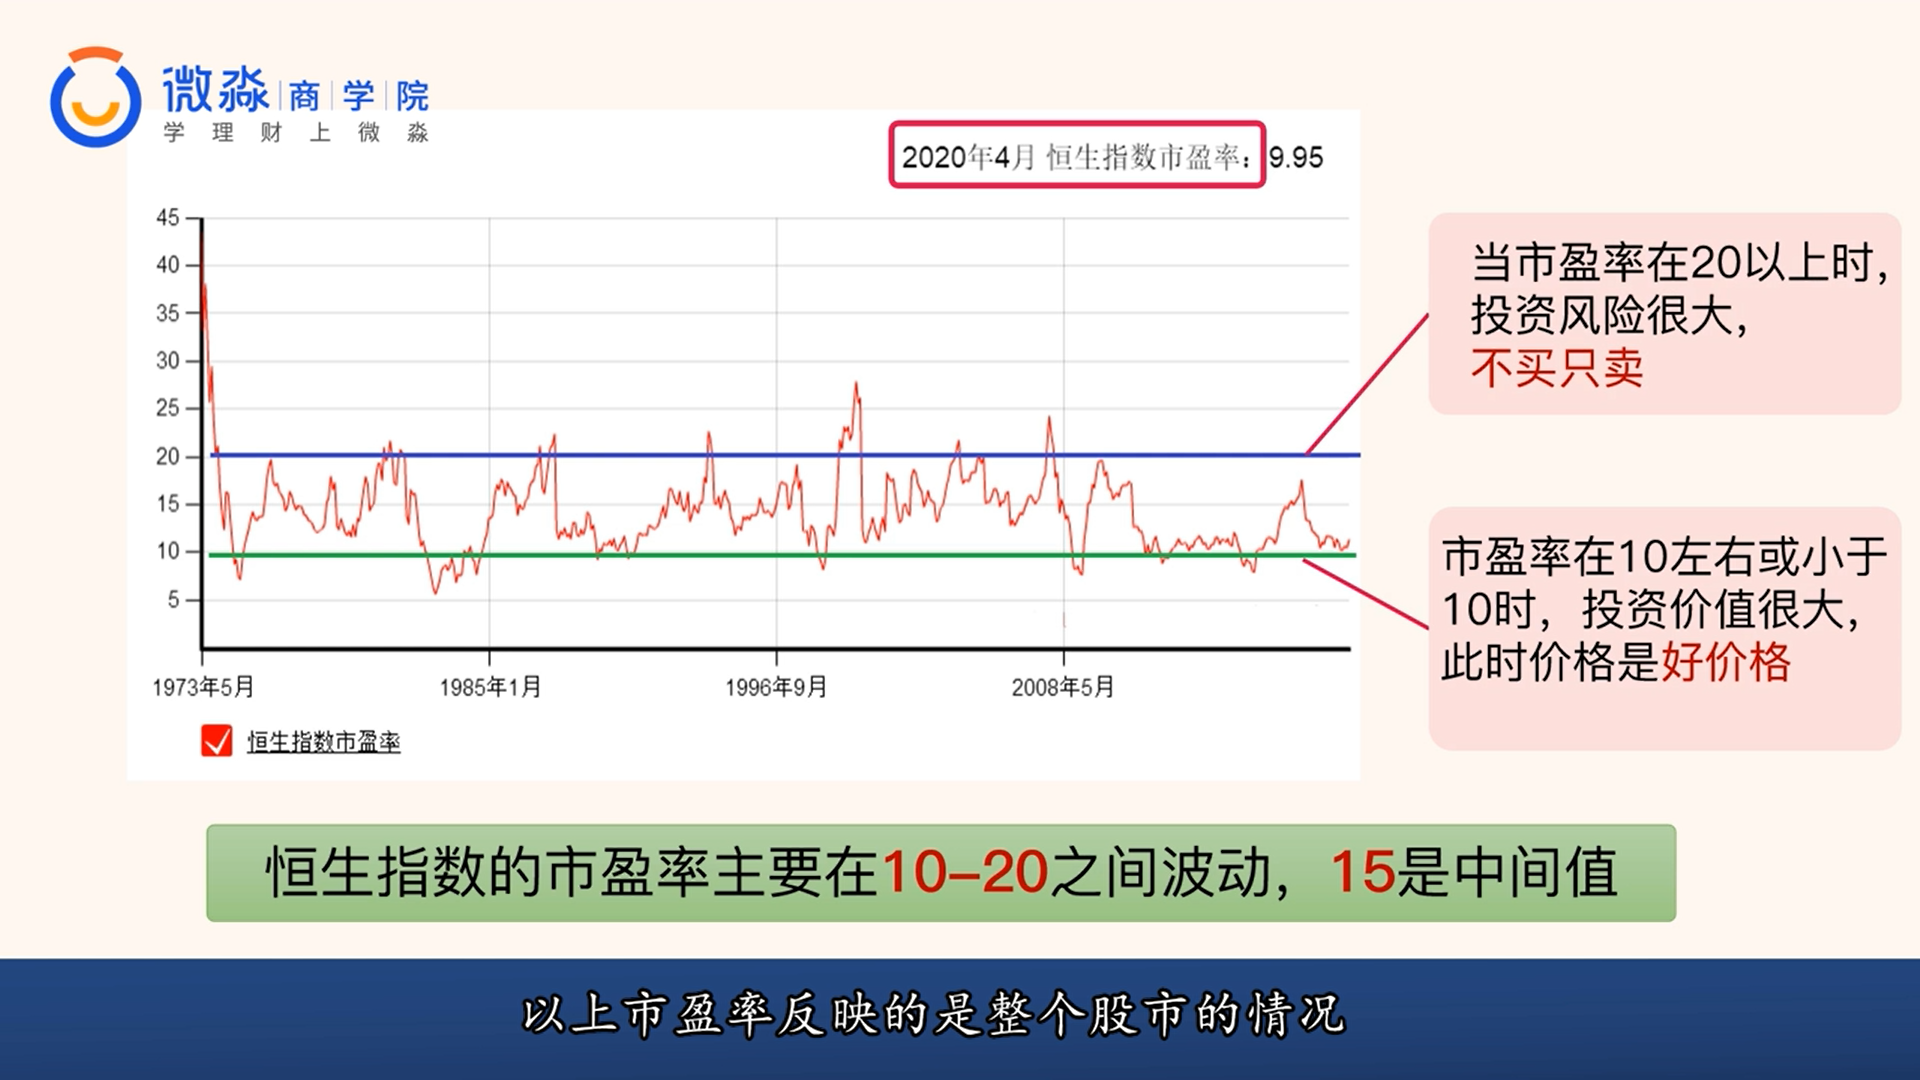 微淼 商 学 院
学 理 财 上 微 淼
2020年4月 恒生指数市盈率：9.95
45
40
35
30
25
20
15
10
5
1973年5月 1985年1月 1996年9月 2008年5月
恒生指数市盈率
当市盈率在20以上时，
投资风险很大，
不买只卖
市盈率在10左右或小于
10时，投资价值很大，
此时价格是好价格
恒生指数的市盈率主要在10-20之间波动，15是中间值
以上市盈率反映的是整个股市的情况